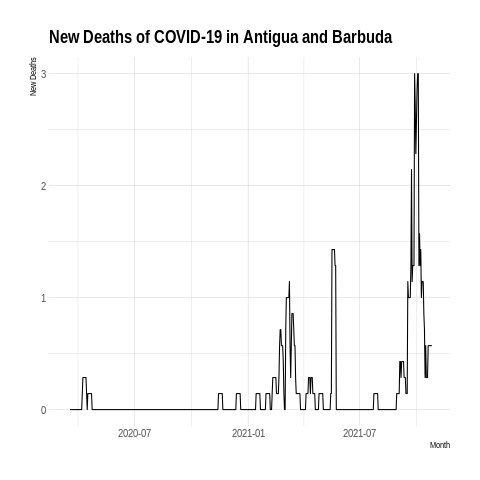 New Deaths of COVID-19 in Antigua and Barbuda
New Deaths
3
2
1
0
2020-07
2021-01
2021-07
Month